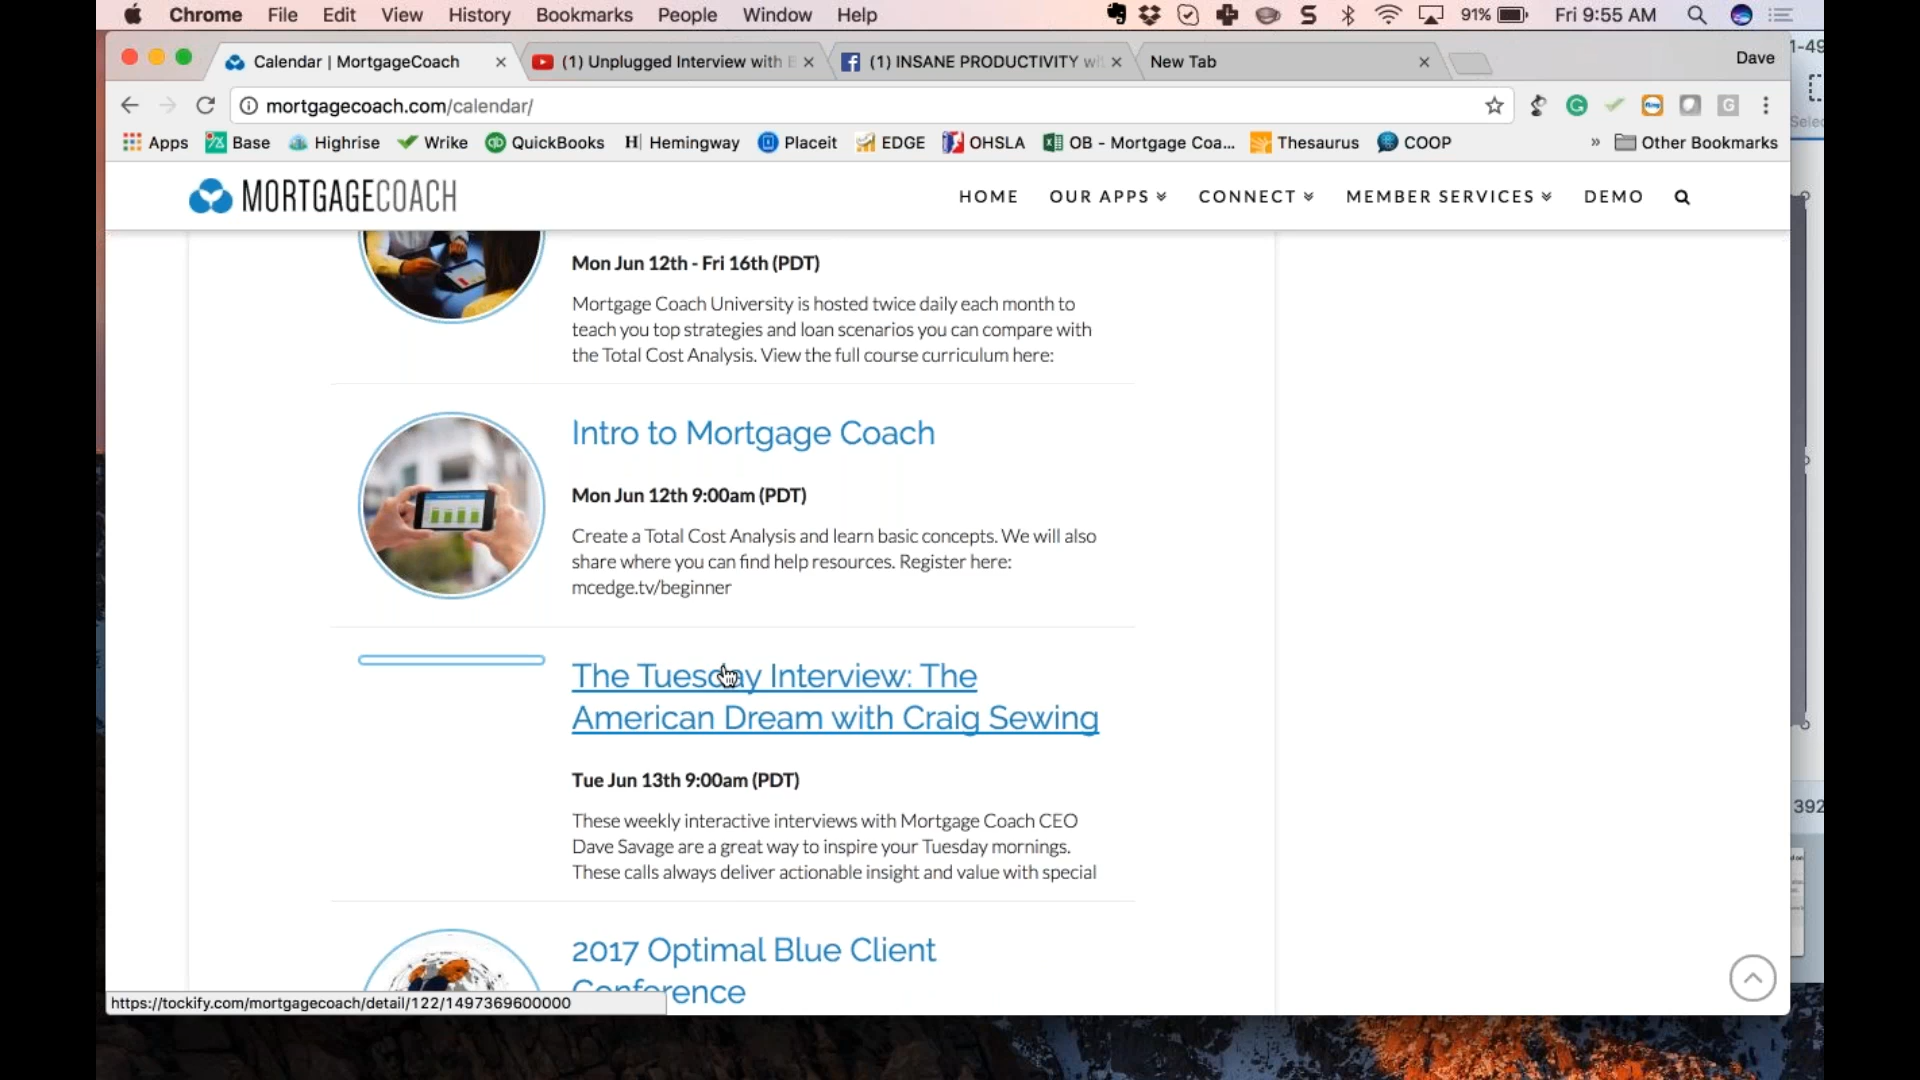 Chrome File Edit View History Bookmarks People Window Help 91% Fri 9:55 AM
Calendar | MortgageCoach (1) Unplugged Interview with (1) INSANE PRODUCTIVITY New Tab Dave
mortgagecoach.com/calendar/
Apps Base Highrise Wrike QuickBooks Hemingway Placeit EDGE OHSLA OB - Mortgage Coa... Thesaurus COOP » Other Bookmarks
MORTGAGECOACH HOME OUR APPS CONNECT MEMBER SERVICES DEMO
Mon Jun 12th - Fri 16th (PDT)
Mortgage Coach University is hosted twice daily each month to
teach you top strategies and loan scenarios you can compare with
the Total Cost Analysis. View the full course curriculum here:
Intro to Mortgage Coach
Mon Jun 12th 9:00am (PDT)
Create a Total Cost Analysis and learn basic concepts. We will also
share where you can find help resources. Register here:
mcedge.tv/beginner
The Tuesday Interview: The
American Dream with Craig Sewing
Tue Jun 13th 9:00am (PDT)
These weekly interactive interviews with Mortgage Coach CEO
Dave Savage are a great way to inspire your Tuesday mornings.
These calls always deliver actionable insight and value with special
2017 Optimal Blue Client
Conference
https://tockify.com/mortgagecoach/detail/122/1497369600000
392